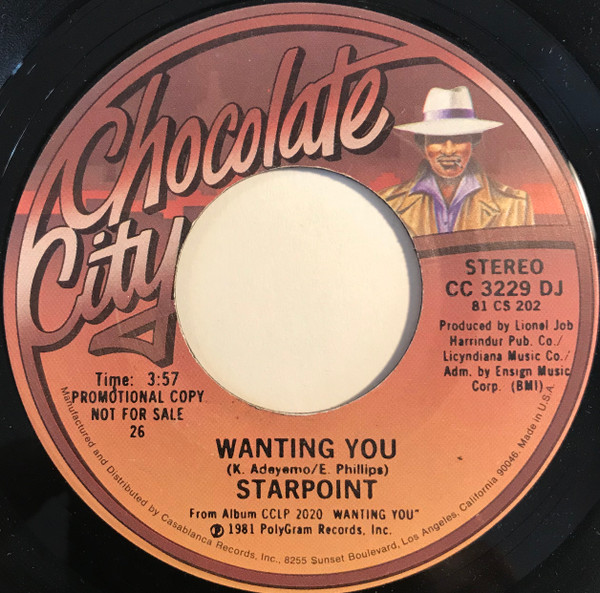 Chocolate
City
STEREO
CC 3229 DJ
81 CS 202
Produced by Lionel Job
Harrindur Pub. Co./
Licyndiana Music Co./
Adm. by Ensign Music
Corp. (BMI)
Time: 3:57
PROMOTIONAL COPY
NOT FOR SALE
26
WANTING YOU
(K. Adeyemo/E. Phillips)
STARPOINT
From Album CCLP 2020 WANTING YOU"
Ⓟ 1981 PolyGram Records, Inc.
Manufactured and Distributed by Casablanca Records, Inc., 8255 Sunset Boulevard, Los Angeles, California 90046. Made in U.S.A.